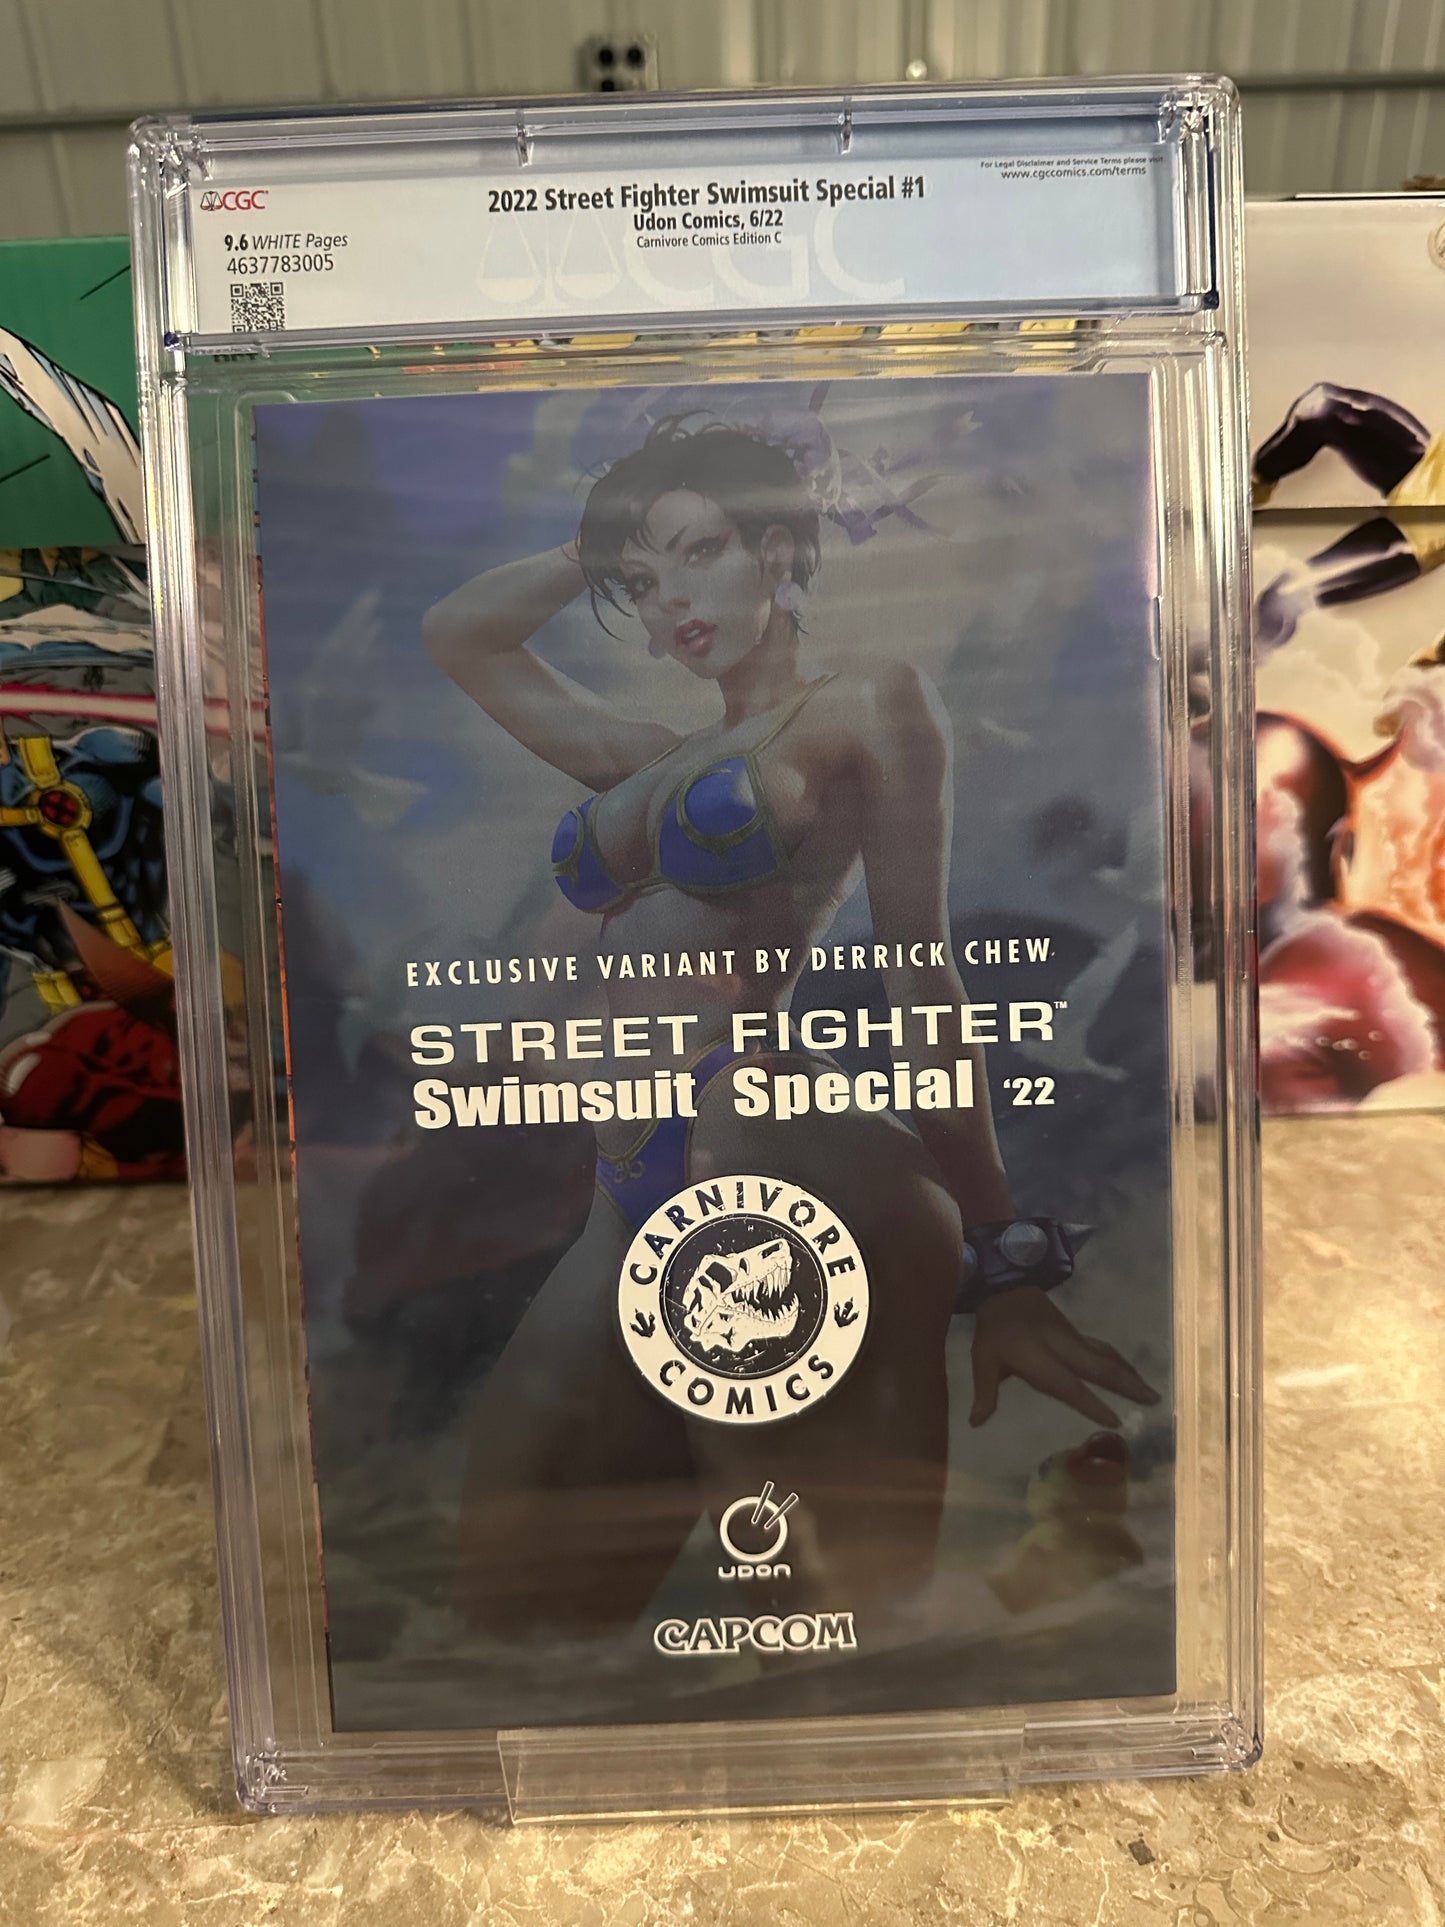 CGC
For Legal Disclaimer and Service Terms please visit
www.cgccomics.com/terms
2022 Street Fighter Swimsuit Special #1
Udon Comics, 6/22
Carnivore Comics Edition C
9.6 WHITE Pages
4637783005
CGC
EXCLUSIVE VARIANT BY DERRICK CHEW
STREET FIGHTER™
Swimsuit Special '22
CARNIVORE
COMICS
UDON
CAPCOM